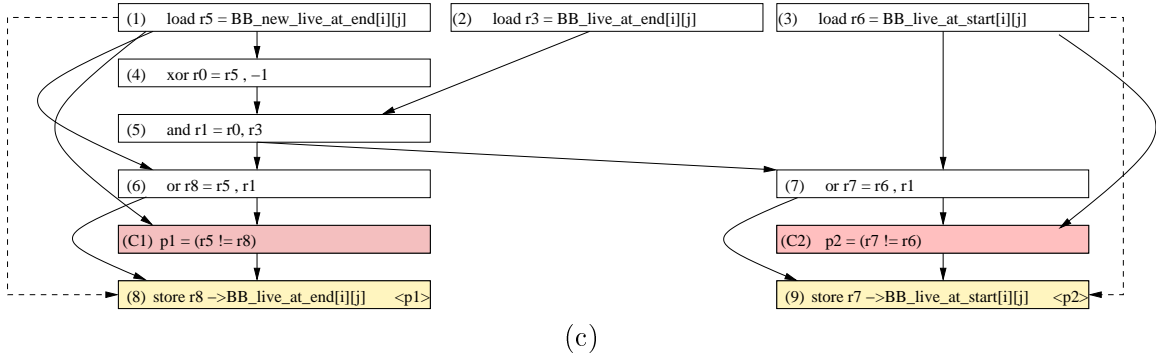 (1) load r5 = BB_new_live_at_end[i][j]
(2) load r3 = BB_live_at_end[i][j]
(3) load r6 = BB_live_at_start[i][j]
(4) xor r0 = r5 , −1
(5) and r1 = r0, r3
(6) or r8 = r5 , r1
(7) or r7 = r6 , r1
(C1) p1 = (r5 != r8)
(C2) p2 = (r7 != r6)
(8) store r8 −>BB_live_at_end[i][j] <p1>
(9) store r7 −>BB_live_at_start[i][j] <p2>
(c)